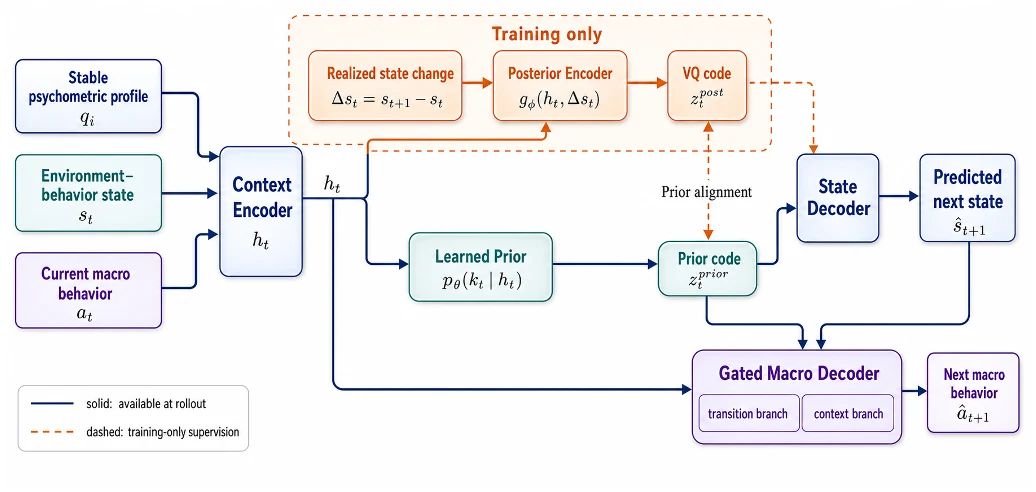 Training only
Stable
psychometric profile
q_i
Realized state change
Δs_t = s_{t+1} − s_t
Posterior Encoder
g_ϕ(h_t, Δs_t)
VQ code
z_t^{post}
Environment–
behavior state
s_t
Context
Encoder
h_t
h_t
Prior alignment
State
Decoder
Predicted
next state
ŝ_{t+1}
Current macro
behavior
a_t
Learned Prior
p_θ(k_t | h_t)
Prior code
z_t^{prior}
Gated Macro Decoder
transition branch
context branch
Next macro
behavior
â_{t+1}
solid: available at rollout
dashed: training-only supervision